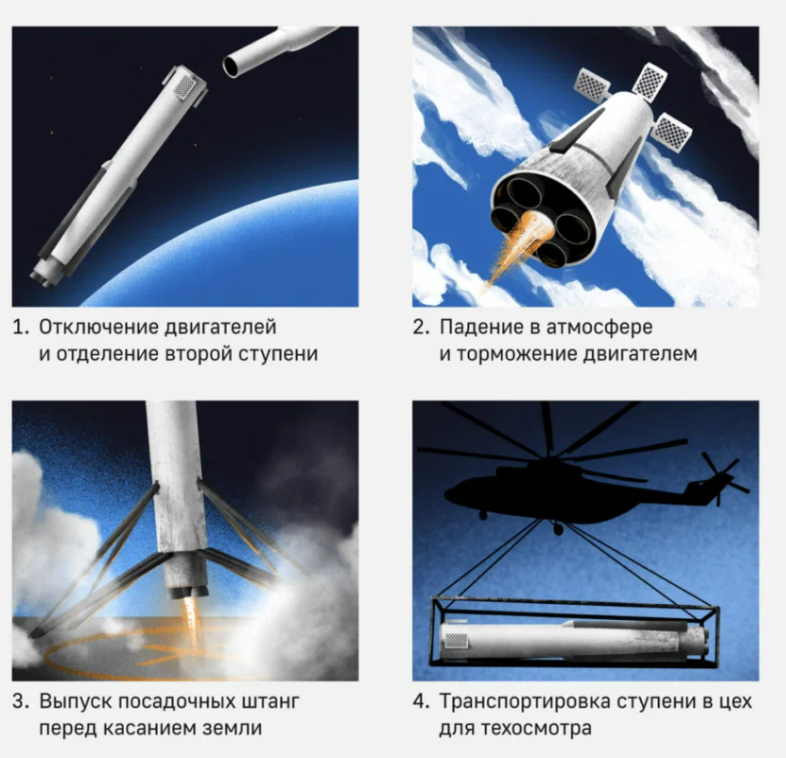 1. Отключение двигателей
и отделение второй ступени
2. Падение в атмосфере
и торможение двигателем
3. Выпуск посадочных штанг
перед касанием земли
4. Транспортировка ступени в цех
для техосмотра